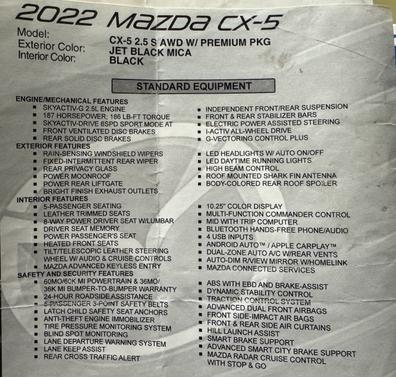 2022 MAZDA CX-5
Model: CX-5 2.5 S AWD W/ PREMIUM PKG
Exterior Color: JET BLACK MICA
Interior Color: BLACK
STANDARD EQUIPMENT
ENGINE/MECHANICAL FEATURES
SKYACTIV-G 2.5L ENGINE
187 HORSEPOWER; 186 LB-FT TORQUE
SKYACTIV-DRIVE 6SPD SPORT MODE AT
FRONT VENTILATED DISC BRAKES
REAR SOLID DISC BRAKES
INDEPENDENT FRONT/REAR SUSPENSION
FRONT & REAR STABILIZER BARS
ELECTRIC POWER ASSISTED STEERING
I-ACTIV ALL-WHEEL DRIVE
G-VECTORING CONTROL PLUS
EXTERIOR FEATURES
RAIN-SENSING WINDSHIELD WIPERS
FIXED-INTERMITTENT REAR WIPER
REAR PRIVACY GLASS
POWER MOONROOF
POWER REAR LIFTGATE
BRIGHT FINISH EXHAUST OUTLETS
LED HEADLIGHTS W/ AUTO ON/OFF
LED DAYTIME RUNNING LIGHTS
HIGH BEAM CONTROL
ROOF MOUNTED SHARK FIN ANTENNA
BODY-COLORED REAR ROOF SPOILER
INTERIOR FEATURES
5-PASSENGER SEATING
LEATHER TRIMMED SEATS
8-WAY POWER DRIVER SEAT W/LUMBAR
DRIVER SEAT MEMORY
POWER PASSENGER'S SEAT
HEATED FRONT SEATS
TILT/TELESCOPIC LEATHER STEERING
WHEEL W/ AUDIO & CRUISE CONTROLS
MAZDA ADVANCED KEYLESS ENTRY
10.25" COLOR DISPLAY
MULTI-FUNCTION COMMANDER CONTROL
MID WITH TRIP COMPUTER
BLUETOOTH HANDS-FREE PHONE/AUDIO
4 USB INPUTS
ANDROID AUTO™ / APPLE CARPLAY™
DUAL-ZONE AUTO A/C W/REAR VENTS
AUTO-DIM RVIEW MIRROR W/HOMELINK
MAZDA CONNECTED SERVICES
SAFETY AND SECURITY FEATURES
60MO/60K MI POWERTRAIN & 36MO/
36K MI BUMPER-TO-BUMPER WARRANTY
24-HOUR ROADSIDE ASSISTANCE
5-PASSENGER 3-POINT SAFETY BELTS
LATCH CHILD SAFETY SEAT ANCHORS
ANTI-THEFT ENGINE IMMOBILIZER
TIRE PRESSURE MONITORING SYSTEM
BLIND SPOT MONITORING
LANE DEPARTURE WARNING SYSTEM
LANE KEEP ASSIST
REAR CROSS TRAFFIC ALERT
ABS WITH EBD AND BRAKE-ASSIST
DYNAMIC STABILITY CONTROL
TRACTION CONTROL SYSTEM
ADVANCED DUAL FRONT AIRBAGS
FRONT SIDE-IMPACT AIR BAGS
FRONT & REAR SIDE AIR CURTAINS
HILL LAUNCH ASSIST
SMART BRAKE SUPPORT
ADVANCED SMART CITY BRAKE SUPPORT
MAZDA RADAR CRUISE CONTROL
WITH STOP & GO